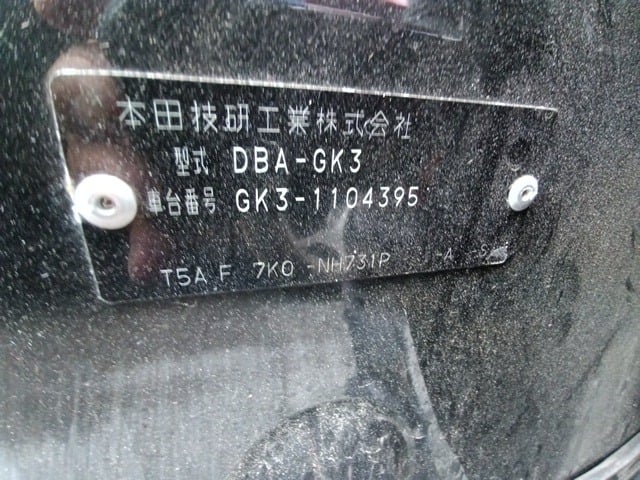 本田技研工業株式会社
型式 DBA-GK3
車台番号 GK3-1104395
T5A F 7K0 -NH731P -A -S